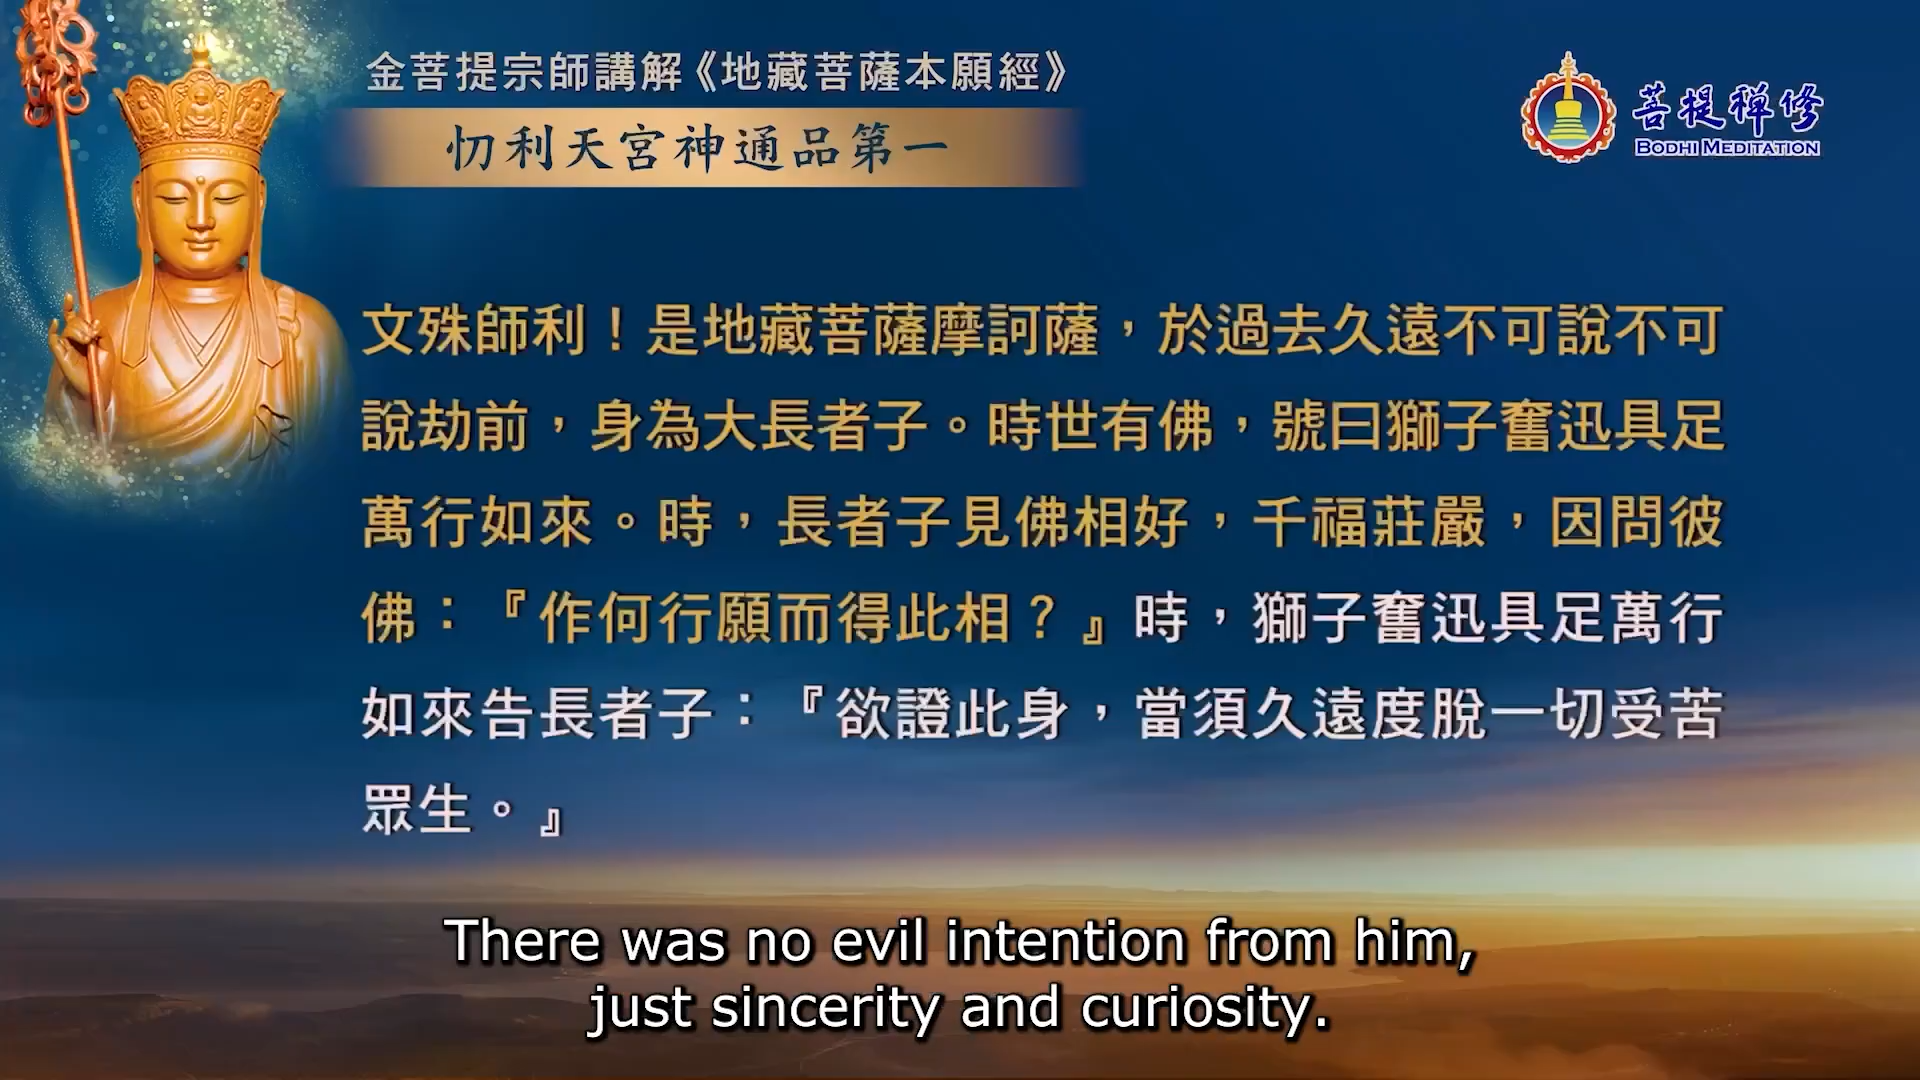 金菩提宗師講解《地藏菩薩本願經》
忉利天宮神通品第一
菩提禪修
BODHI MEDITATION
文殊師利！是地藏菩薩摩訶薩，於過去久遠不可說不可
說劫前，身為大長者子。時世有佛，號曰獅子奮迅具足
萬行如來。時，長者子見佛相好，千福莊嚴，因問彼
佛：『作何行願而得此相？』時，獅子奮迅具足萬行
如來告長者子：『欲證此身，當須久遠度脫一切受苦
眾生。』
There was no evil intention from him,
just sincerity and curiosity.